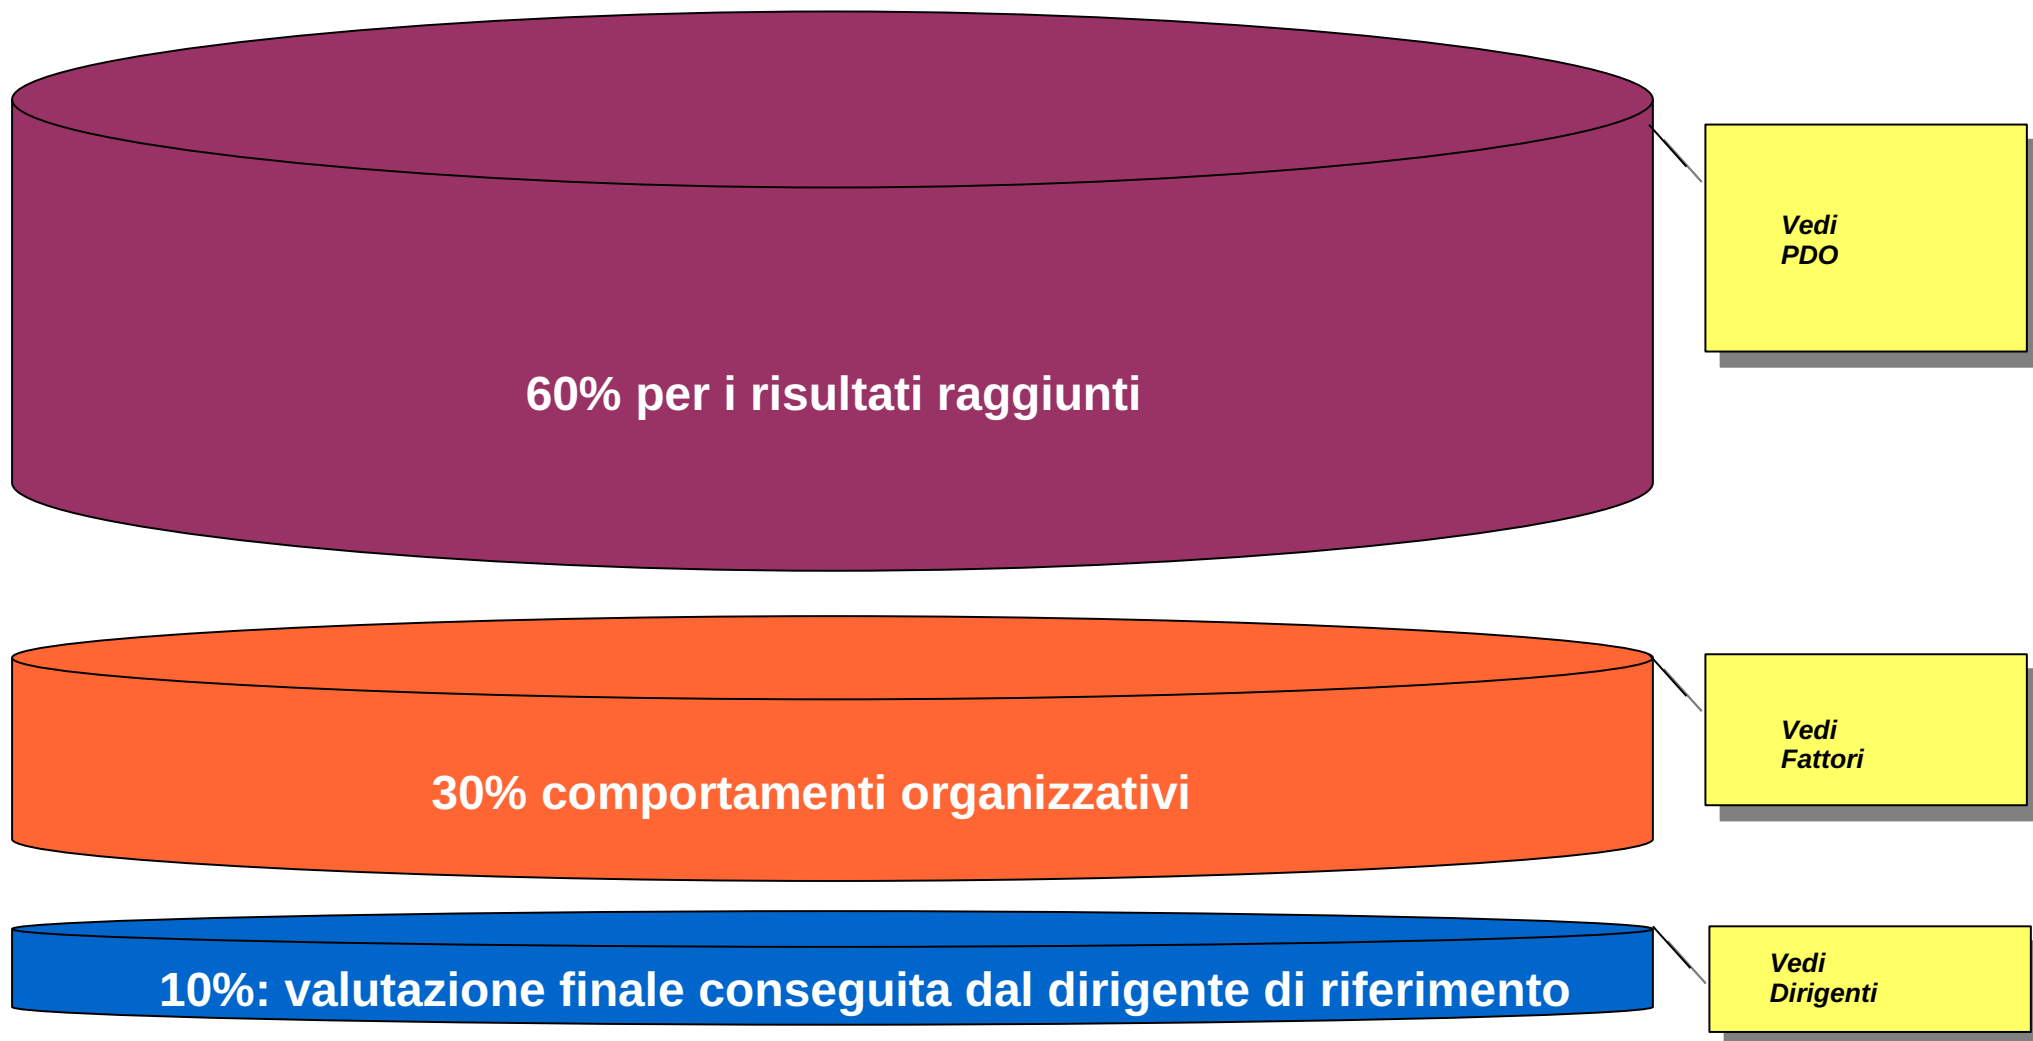 60% per i risultati raggiunti
Vedi
PDO
30% comportamenti organizzativi
Vedi
Fattori
10%: valutazione finale conseguita dal dirigente di riferimento
Vedi
Dirigenti